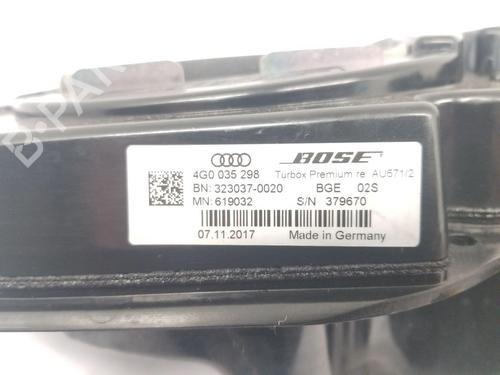 BOSE
4G0 035 298 Turbox Premium re AU571/2
BN: 323037-0020 BGE 02S
MN: 619032 S/N 379670
07.11.2017 Made in Germany